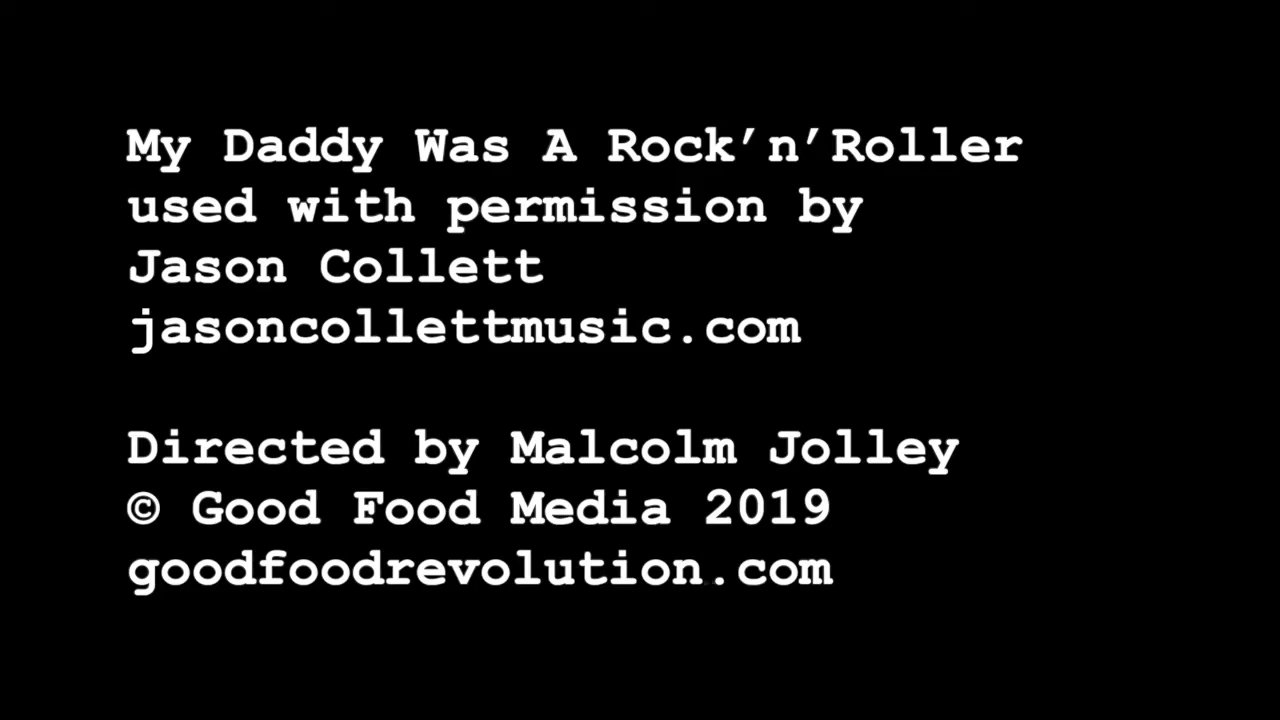 My Daddy Was A Rock’n’Roller
used with permission by
Jason Collett
jasoncollettmusic.com
Directed by Malcolm Jolley
© Good Food Media 2019
goodfoodrevolution.com